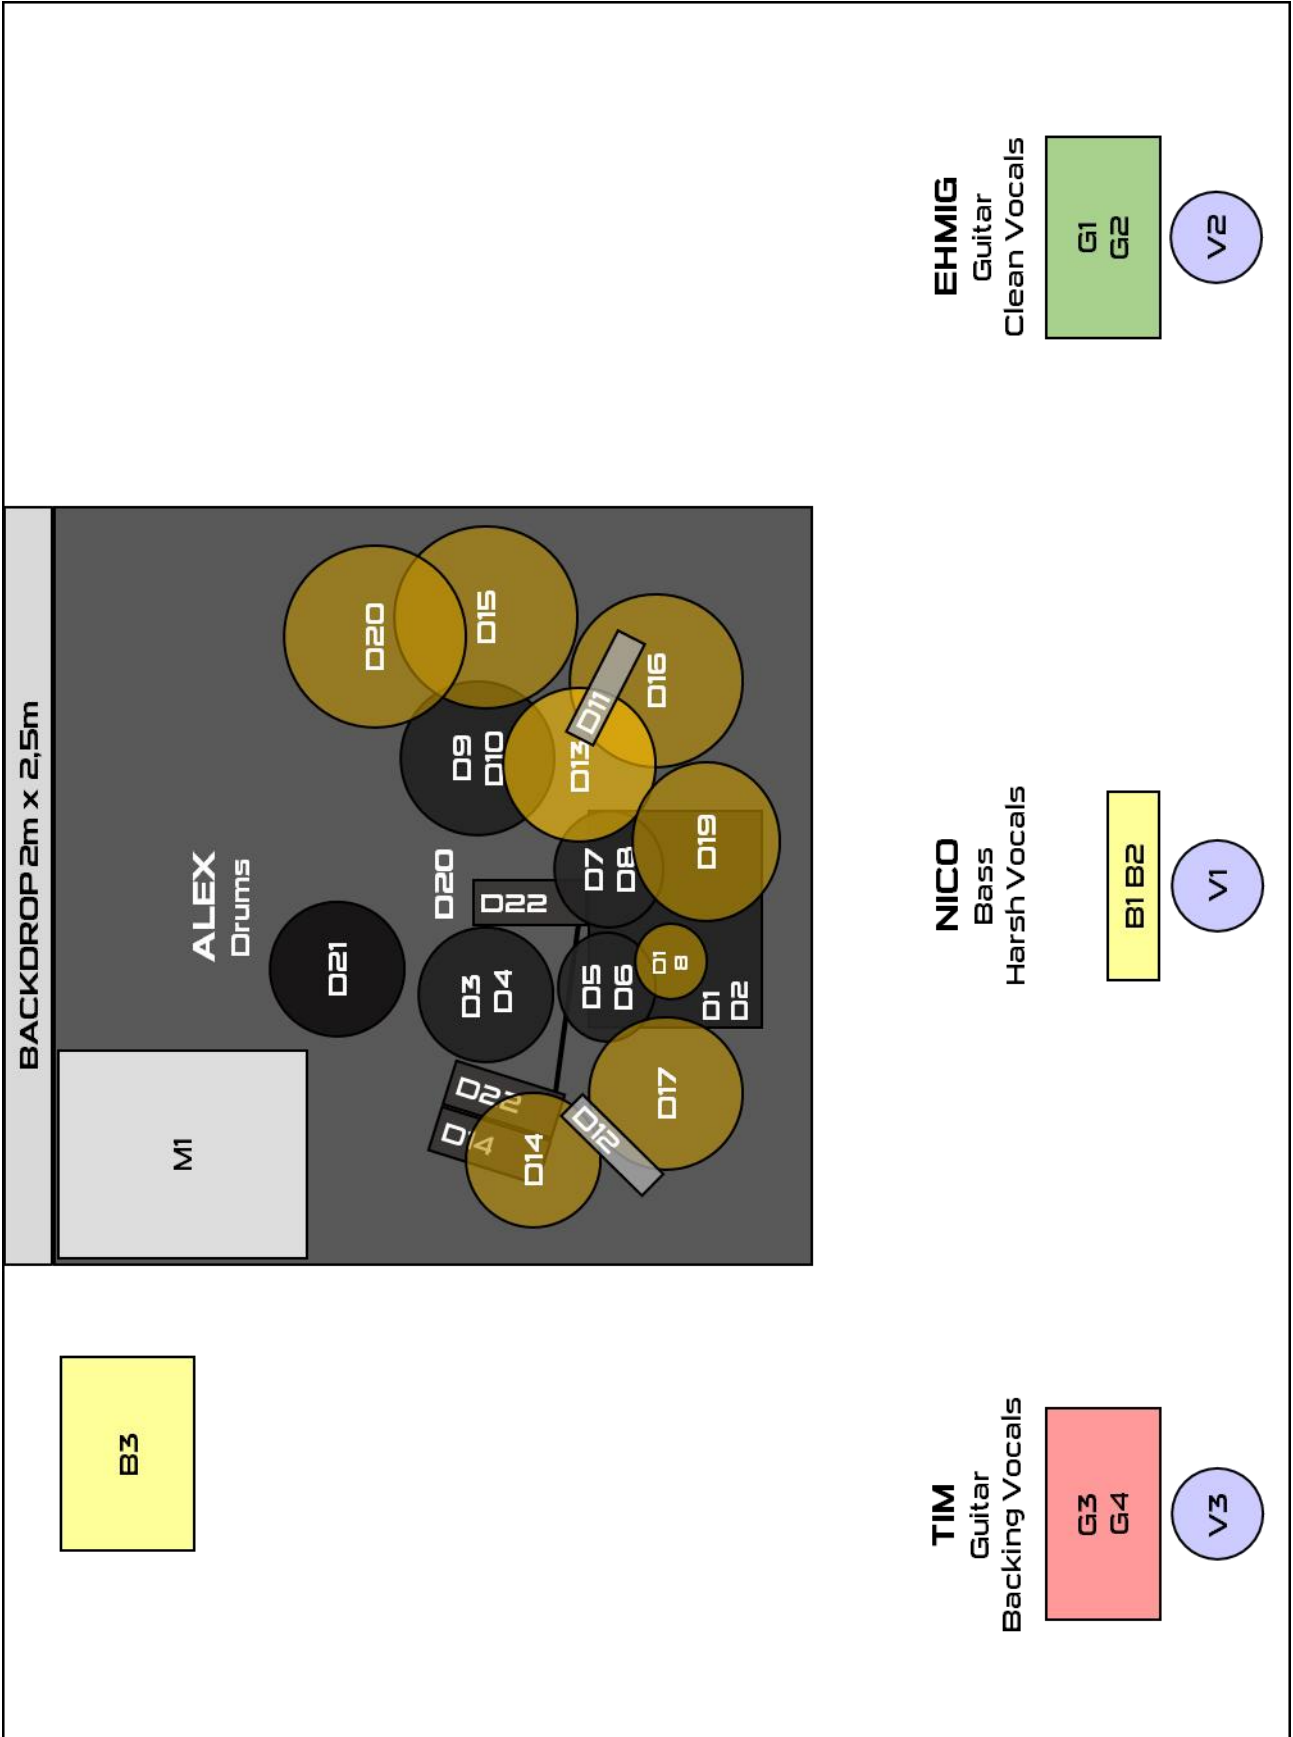 BACKDROP 2m x 2,5m
B3
M1
ALEX
Drums
D21
D20
D20
D14
D22
D3
D4
D22
D9
D10
D15
D14
D12
D5
D6
D7
D8
D13
D11
D17
D1
8
D16
D19
D1
D2
TIM
Guitar
Backing Vocals
G3
G4
V3
NICO
Bass
Harsh Vocals
B1 B2
V1
EHMIG
Guitar
Clean Vocals
G1
G2
V2